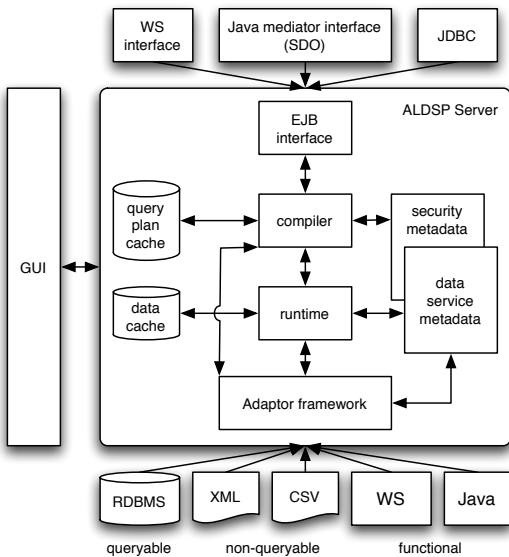 WS
interface
Java mediator interface
(SDO)
JDBC
ALDSP Server
EJB
interface
query
plan
cache
compiler
security
metadata
GUI
data
service
metadata
data
cache
runtime
Adaptor framework
RDBMS
XML
CSV
WS
Java
queryable
non-queryable
functional